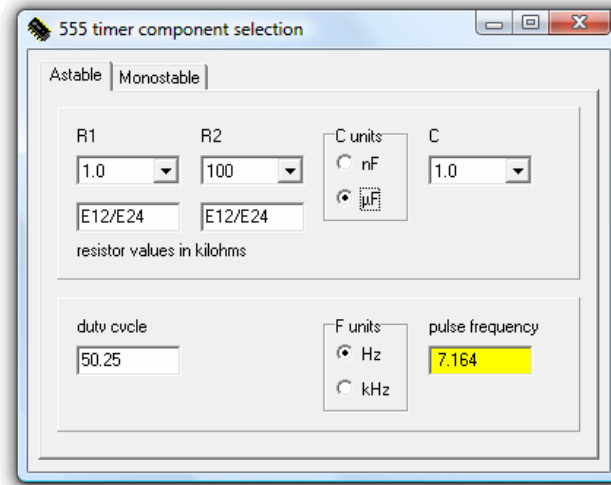 555 timer component selection
Astable Monostable
R1 R2 C units C
1.0 100 nF 1.0
µF
E12/E24 E12/E24
resistor values in kilohms
duty cycle F units pulse frequency
50.25 Hz 7.164
kHz